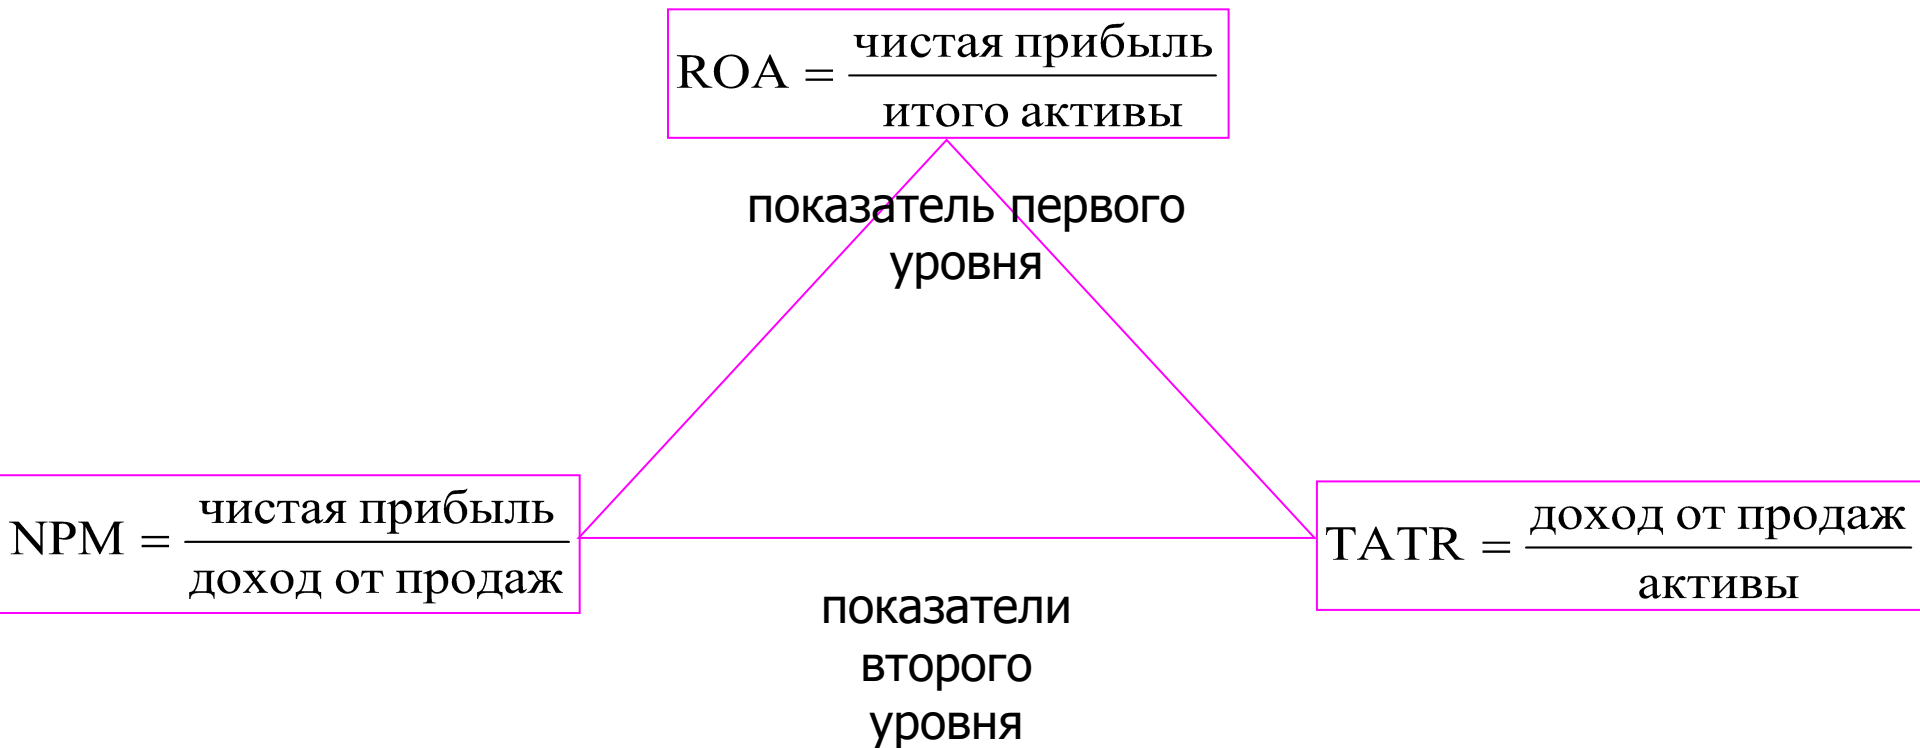 ROA = чистая прибыль / итого активы
показатель первого
уровня
NPM = чистая прибыль / доход от продаж
TATR = доход от продаж / активы
показатели
второго
уровня